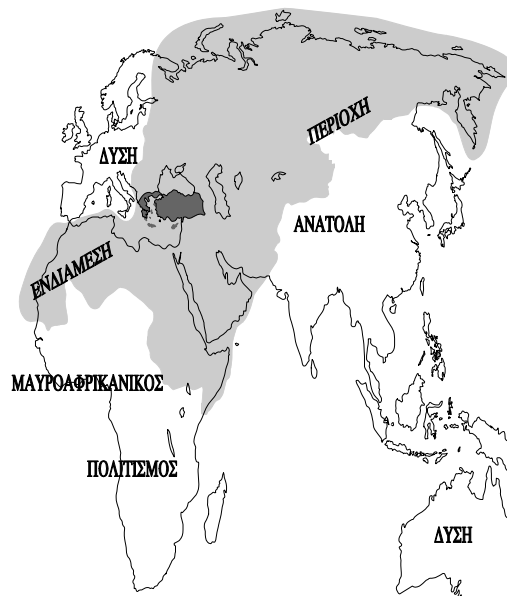 ΠΕΡΙΟΧΗ
ΔΥΣΗ
ΑΝΑΤΟΛΗ
ΕΝΔΙΑΜΕΣΗ
ΜΑΥΡΟΑΦΡΙΚΑΝΙΚΟΣ
ΠΟΛΙΤΙΣΜΟΣ
ΔΥΣΗ